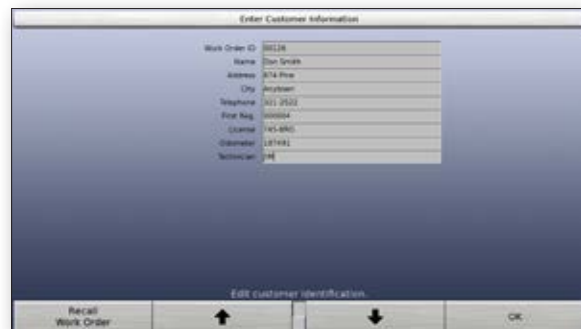 Enter Customer Information
Work Order ID 00126
Name Don Smith
Address 874 Pine
City Anytown
Telephone 321-2522
First Reg. 000004
License 745-BRG
Odometer 187491
Technician
Edit customer identification.
Recall
Work Order
OK